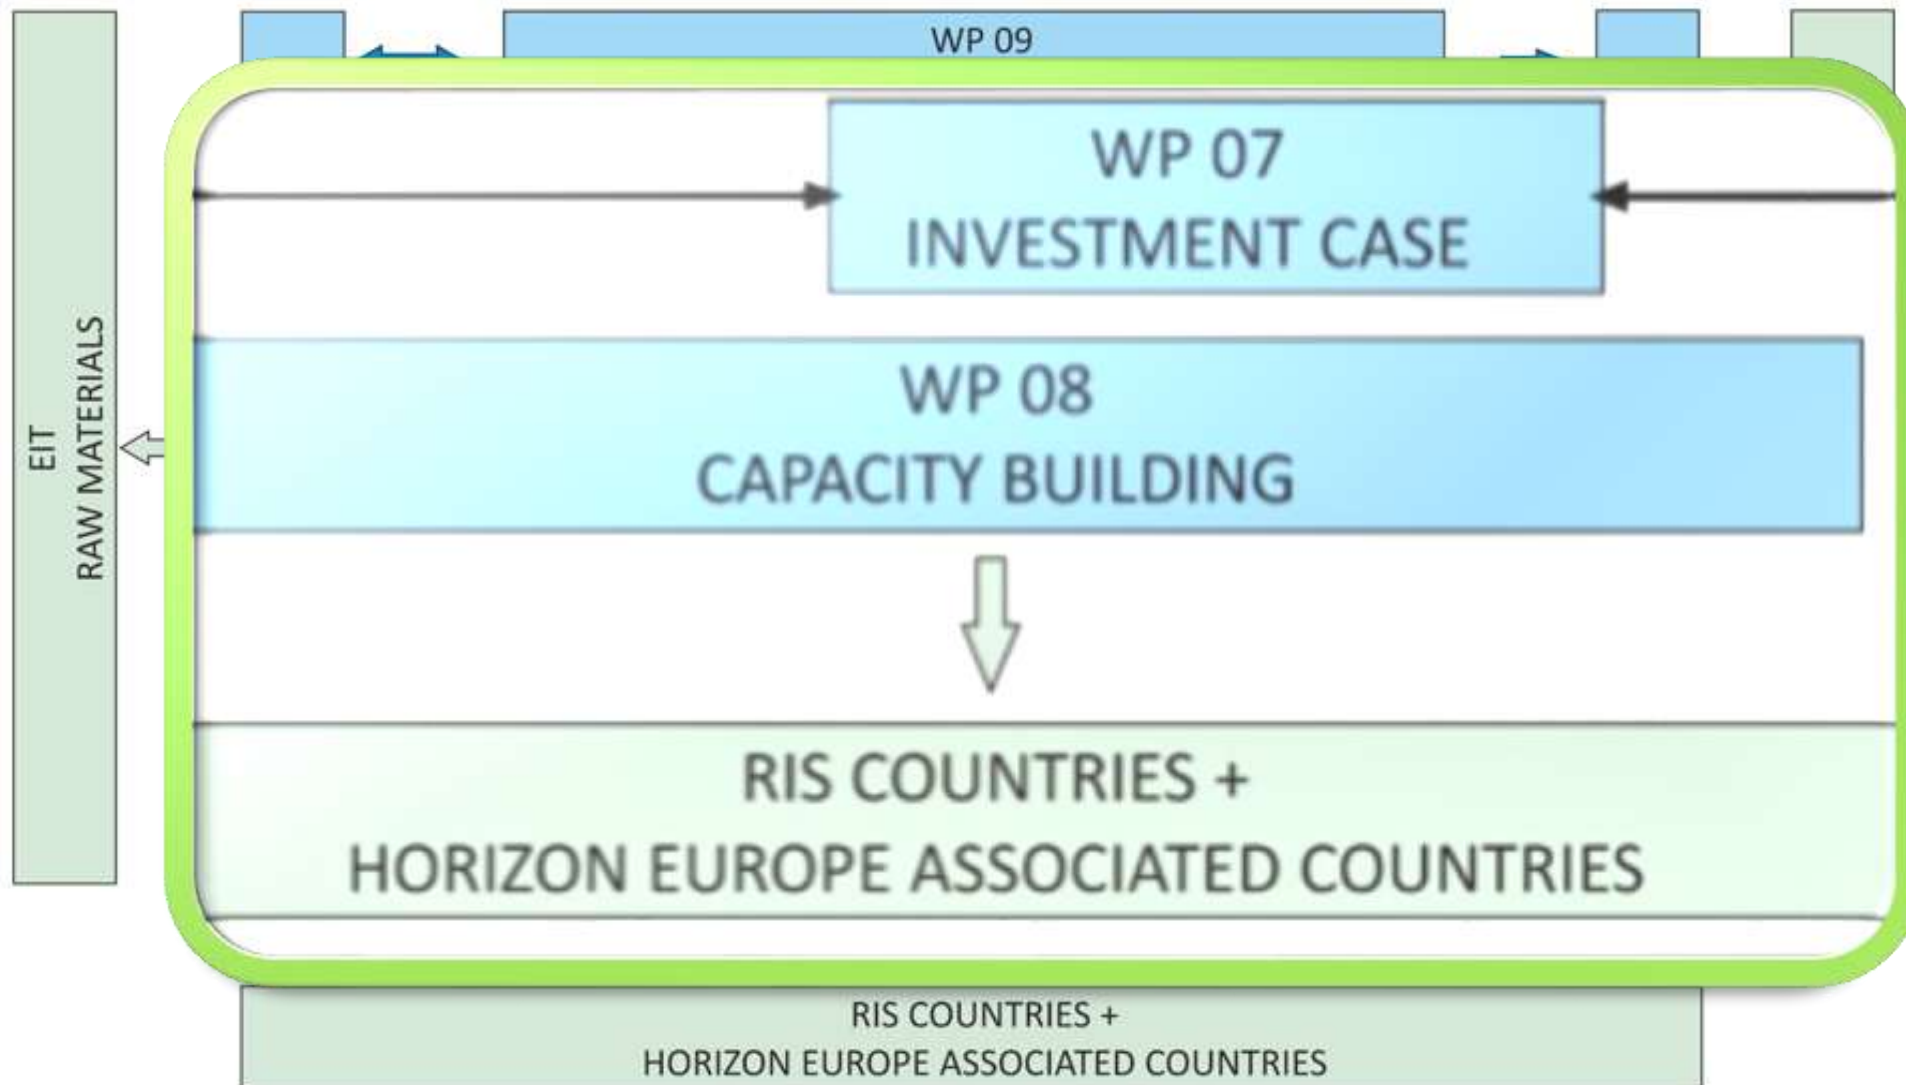 WP 09
EIT
RAW MATERIALS
WP 07
INVESTMENT CASE
WP 08
CAPACITY BUILDING
RIS COUNTRIES +
HORIZON EUROPE ASSOCIATED COUNTRIES
RIS COUNTRIES +
HORIZON EUROPE ASSOCIATED COUNTRIES